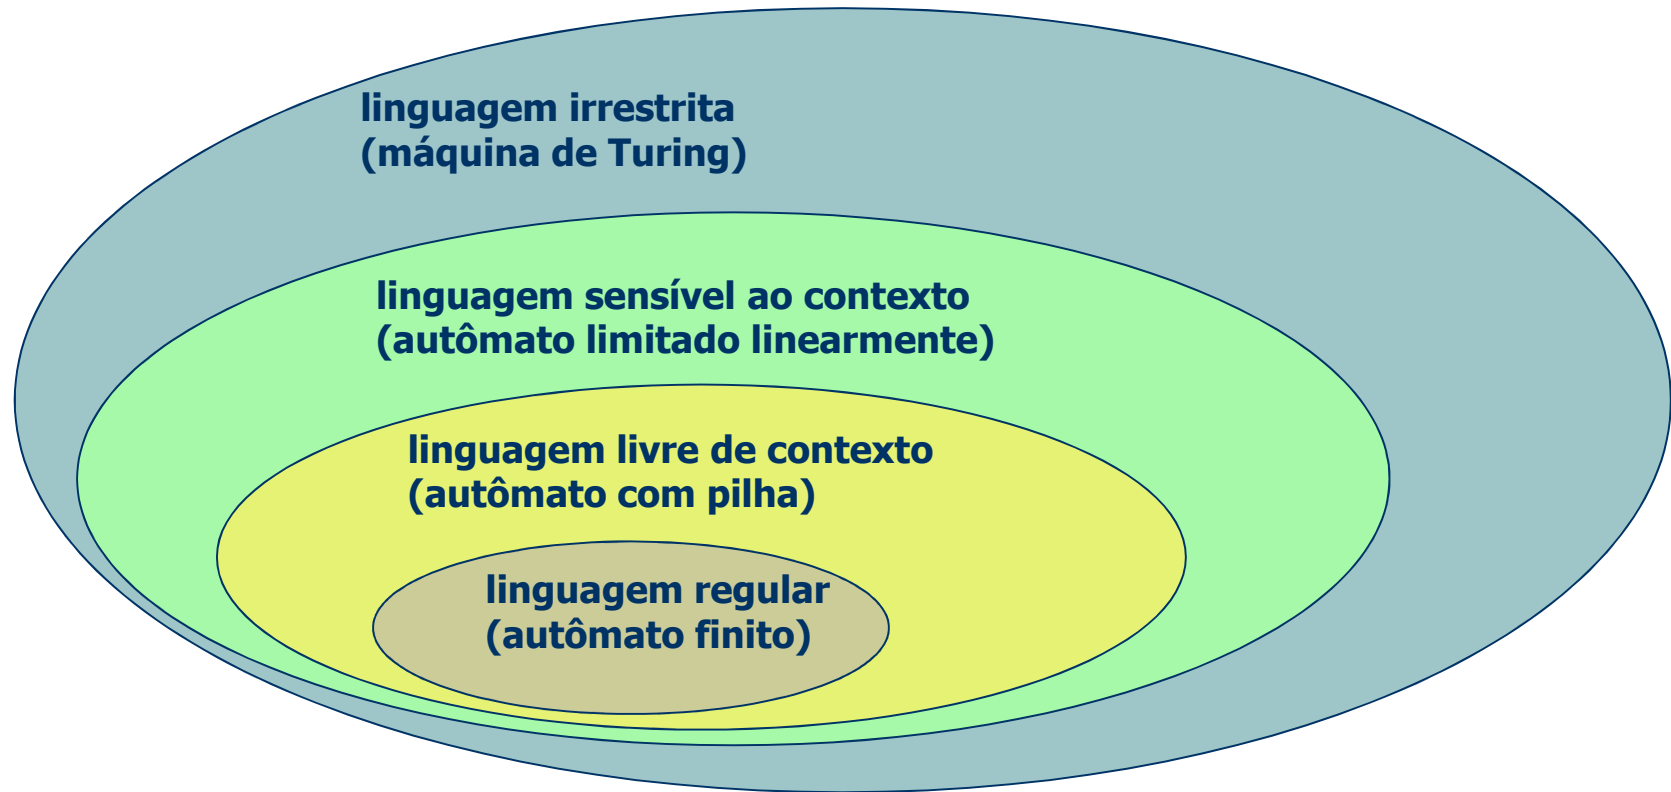 linguagem irrestrita
(máquina de Turing)
linguagem sensível ao contexto
(autômato limitado linearmente)
linguagem livre de contexto
(autômato com pilha)
linguagem regular
(autômato finito)